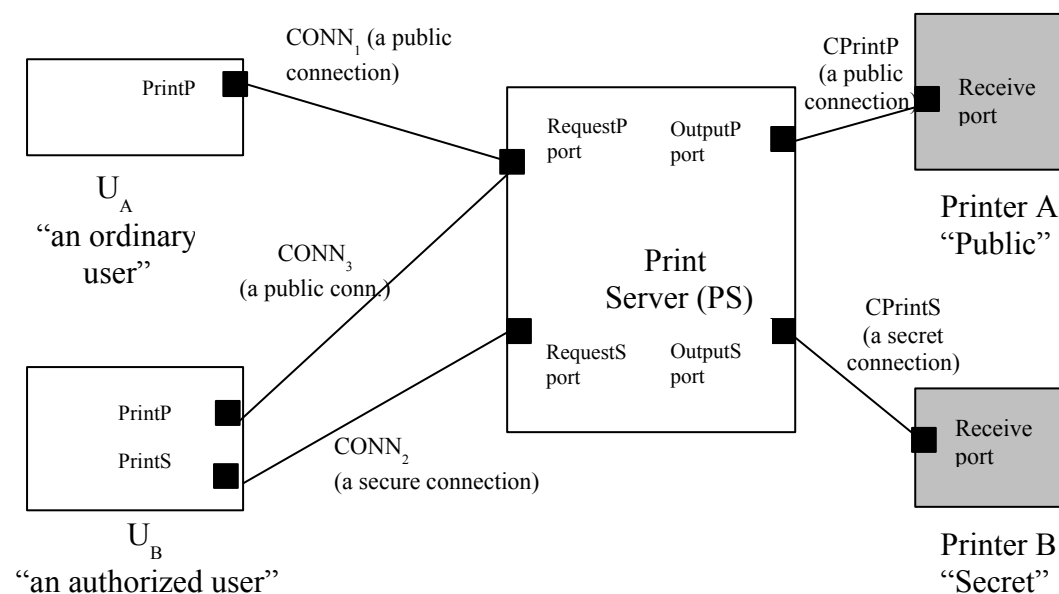 CONN1 (a public
connection)
PrintP
UA
“an ordinary
user”
CONN3
(a public conn.)
PrintP
PrintS
CONN2
(a secure connection)
UB
“an authorized user”
RequestP
port
OutputP
port
Print
Server (PS)
RequestS
port
OutputS
port
CPrintP
(a public
connection)
Receive
port
Printer A
“Public”
CPrintS
(a secret
connection)
Receive
port
Printer B
“Secret”